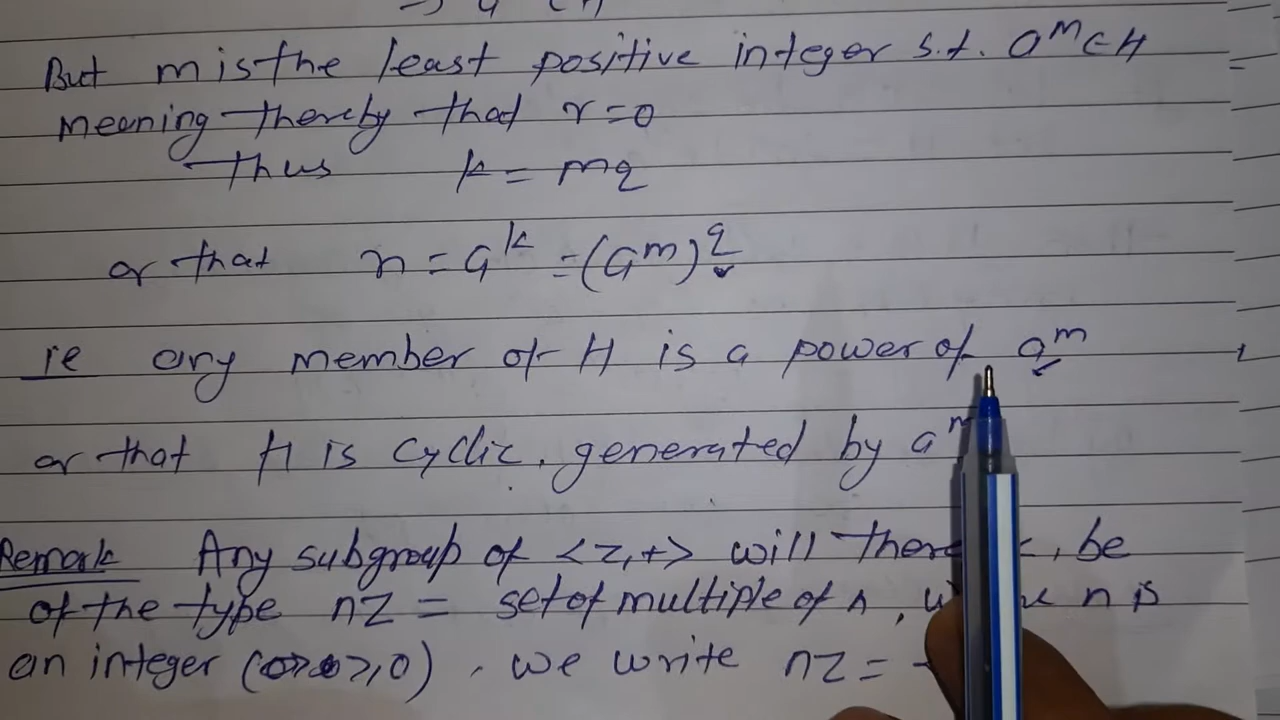 But m is the least positive integer s.t. a^m ∈ H
meaning thereby that r = 0
thus k = mq
or that x = a^k = (a^m)^q
ie any member of H is a power of a^m
or that H is cyclic, generated by a^m
Remark Any subgroup of <Z,+> will be
of the type nZ = set of multiple of n, n is
an integer ( ≥ 0), we write nZ =